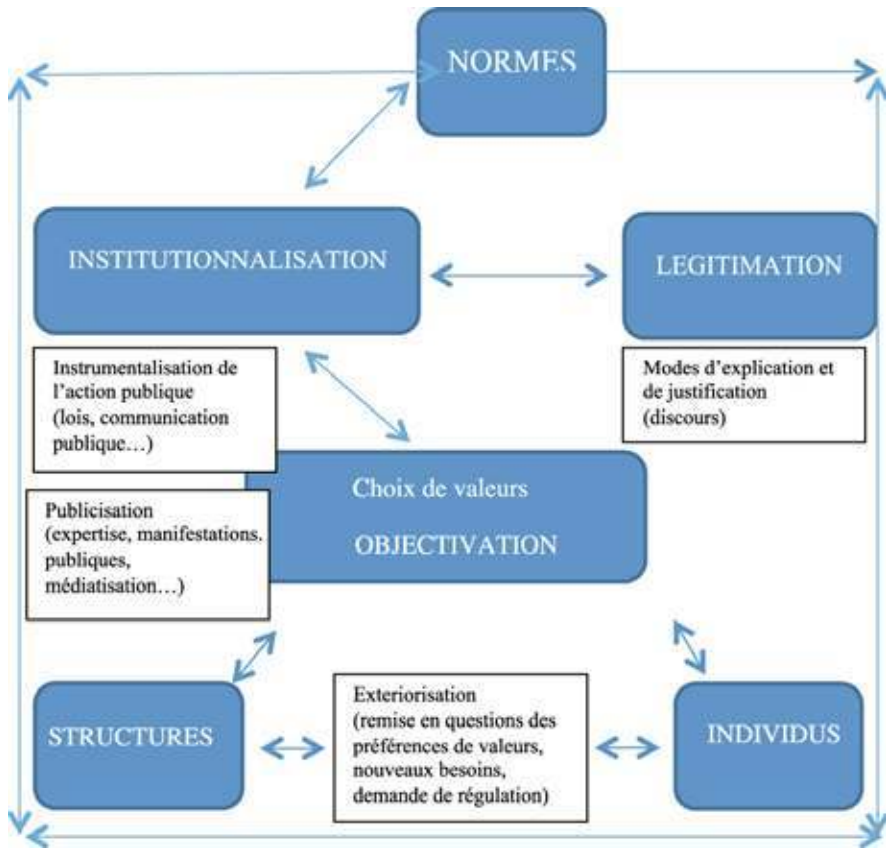 NORMES
INSTITUTIONNALISATION
LEGITIMATION
Instrumentalisation de
l’action publique
(lois, communication
publique…)
Modes d’explication et
de justification
(discours)
Choix de valeurs
OBJECTIVATION
Publicisation
(expertise, manifestations.
publiques,
médiatisation…)
STRUCTURES
Exteriorisation
(remise en questions des
préférences de valeurs,
nouveaux besoins,
demande de régulation)
INDIVIDUS